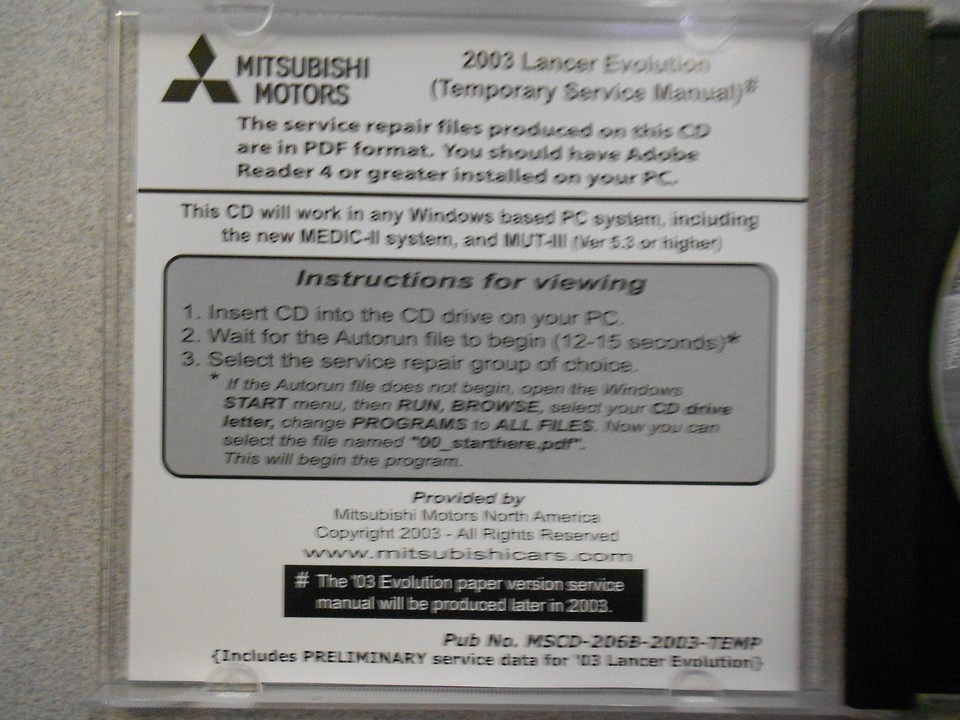 MITSUBISHI
MOTORS
2003 Lancer Evolution
(Temporary Service Manual)#
The service repair files produced on this CD
are in PDF format. You should have Adobe
Reader 4 or greater installed on your PC.
This CD will work in any Windows based PC system, including
the new MEDIC-II system, and MUT-III (Ver 5.3 or higher)
Instructions for viewing
1. Insert CD into the CD drive on your PC.
2. Wait for the Autorun file to begin (12-15 seconds)*
3. Select the service repair group of choice.
* If the Autorun file does not begin, open the Windows
START menu, then RUN, BROWSE, select your CD drive
letter, change PROGRAMS to ALL FILES. Now you can
select the file named "00_starthere.pdf".
This will begin the program.
Provided by
Mitsubishi Motors North America
Copyright 2003 - All Rights Reserved
www.mitsubishicars.com
# The '03 Evolution paper version service
manual will be produced later in 2003.
Pub No. MSCD-206B-2003-TEMP
{Includes PRELIMINARY service data for '03 Lancer Evolution}